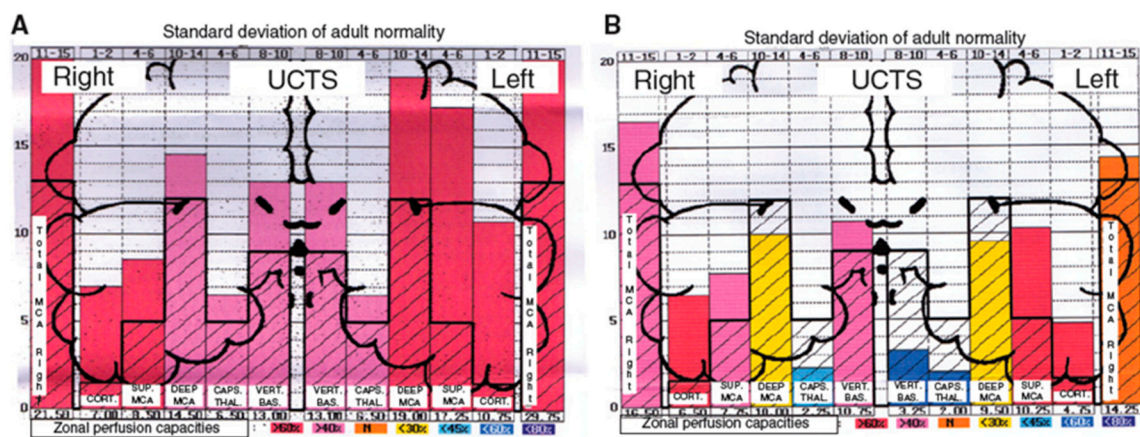 A
Standard deviation of adult normality
11-15 1-2 4-6 10-14 8-10 8-10 10-14 4-6 1-2 11-15
Right UCTS Left
20
15
10
5
0
Total MCA Right
CORT.
SUP. MCA
DEEP MCA
CAPS. THAL.
VERT. BAS.
VERT. BAS.
CAPS. THAL.
DEEP MCA
SUP. MCA
CORT.
Total MCA Right
21.50 7.00 8.50 14.50 6.50 13.00 13.00 6.50 19.00 17.25 10.75 29.75
Zonal perfusion capacities : >60% >40% N <30% <45% <60% <80%
B
Standard deviation of adult normality
11-15 1-2 4-6 10-14 4-6 8-10 8-10 4-6 10-14 4-6 1-2 11-15
Right UCTS Left
20
15
10
5
0
Total MCA Right
CORT.
SUP. MCA
DEEP MCA
CAPS. THAL.
VERT. BAS.
VERT. BAS.
CAPS. THAL.
DEEP MCA
SUP. MCA
CORT.
Total MCA Right
16.50 6.50 7.75 10.00 2.25 3.25 2.00 9.50 10.25 4.75 14.25
Zonal perfusion capacities : >60% >40% N <30% <45% <60% <80%